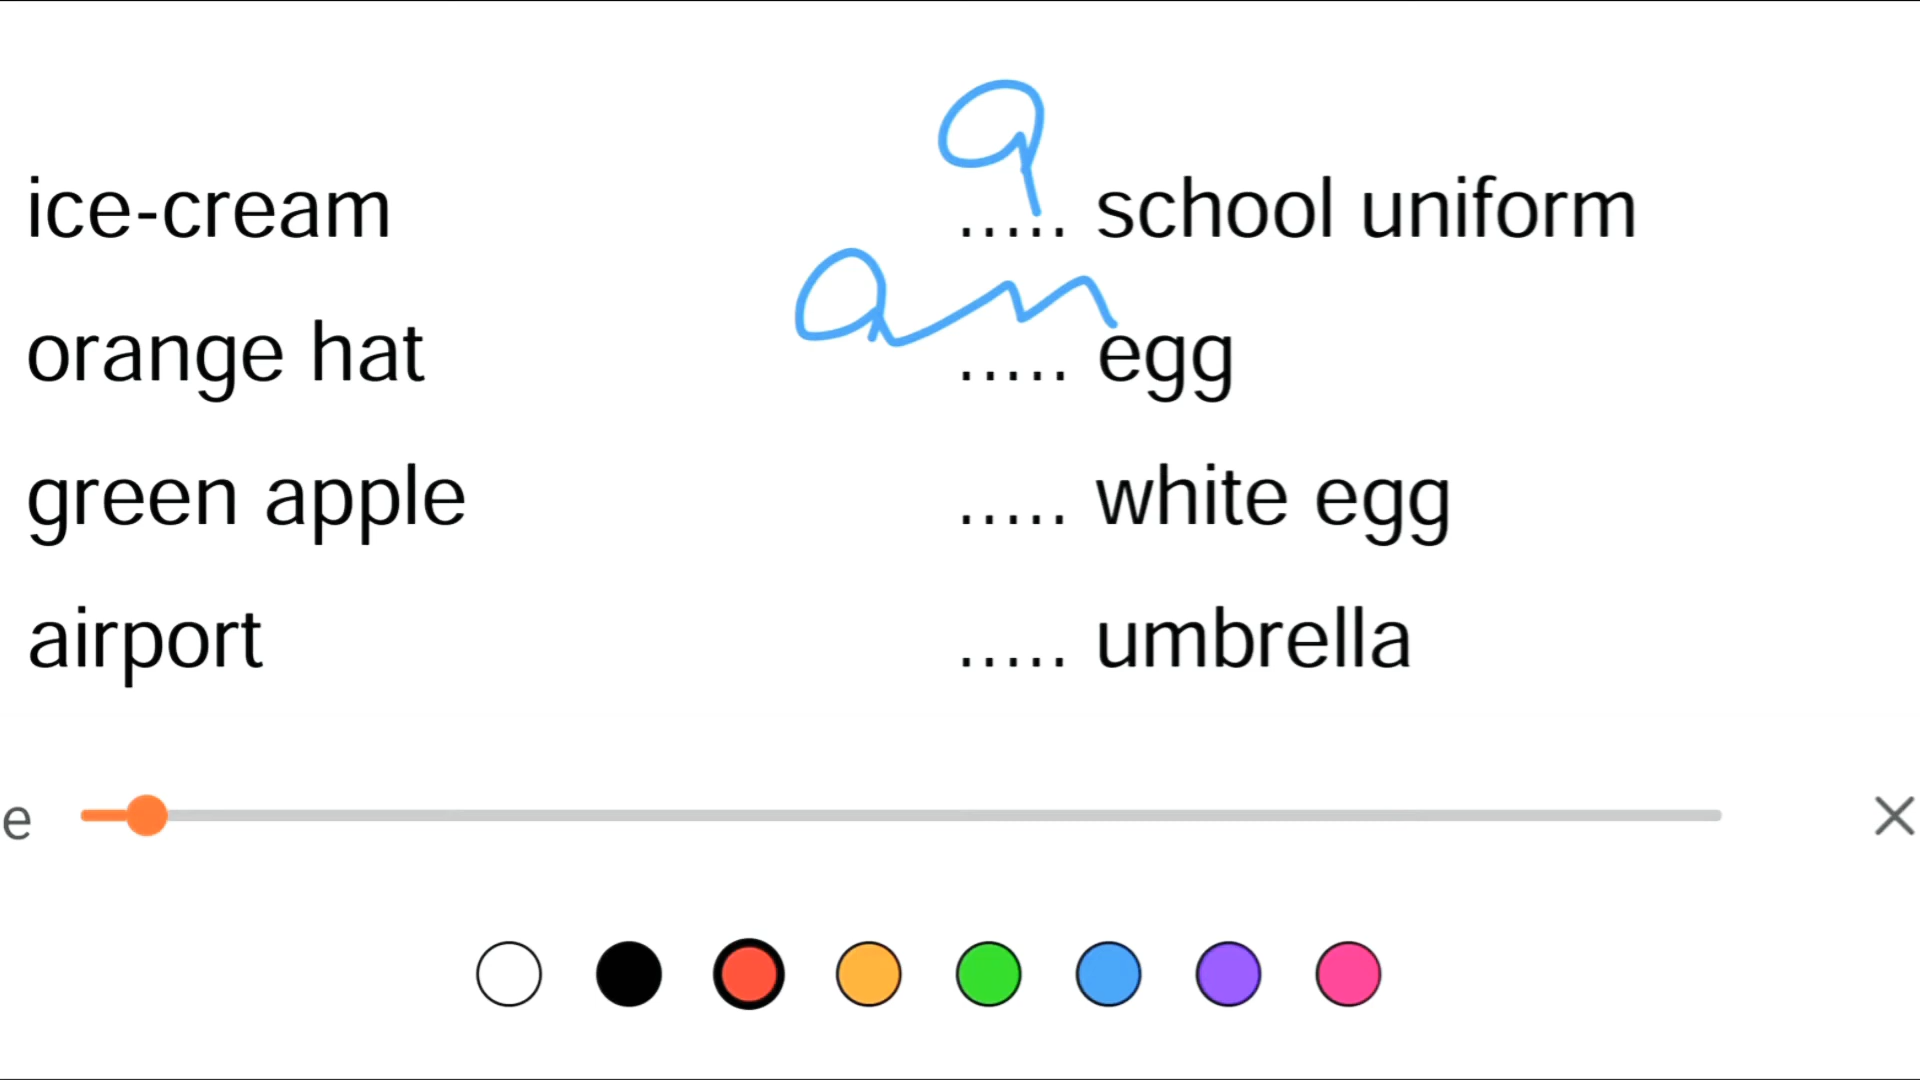 ice-cream
a
..... school uniform
orange hat
an
..... egg
green apple
..... white egg
airport
..... umbrella
e